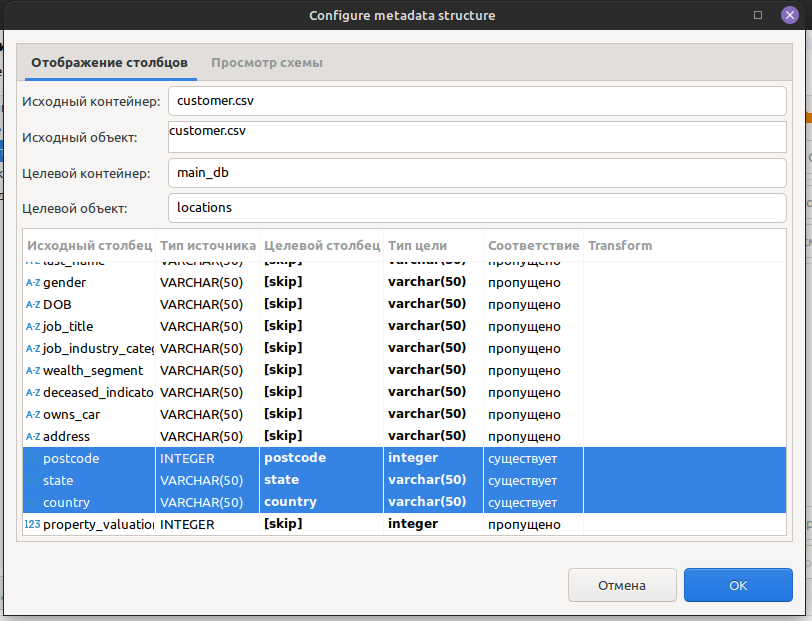 Configure metadata structure
Отображение столбцов Просмотр схемы
Исходный контейнер: customer.csv
Исходный объект: customer.csv
Целевой контейнер: main_db
Целевой объект: locations
Исходный столбец Тип источника Целевой столбец Тип цели Соответствие Transform
A-Z last_name VARCHAR(50) [skip] varchar(50) пропущено
A-Z gender VARCHAR(50) [skip] varchar(50) пропущено
A-Z DOB VARCHAR(50) [skip] varchar(50) пропущено
A-Z job_title VARCHAR(50) [skip] varchar(50) пропущено
A-Z job_industry_categ VARCHAR(50) [skip] varchar(50) пропущено
A-Z wealth_segment VARCHAR(50) [skip] varchar(50) пропущено
A-Z deceased_indicato VARCHAR(50) [skip] varchar(50) пропущено
A-Z owns_car VARCHAR(50) [skip] varchar(50) пропущено
A-Z address VARCHAR(50) [skip] varchar(50) пропущено
postcode INTEGER postcode integer существует
state VARCHAR(50) state varchar(50) существует
country VARCHAR(50) country varchar(50) существует
123 property_valuation INTEGER [skip] integer пропущено
Отмена OK